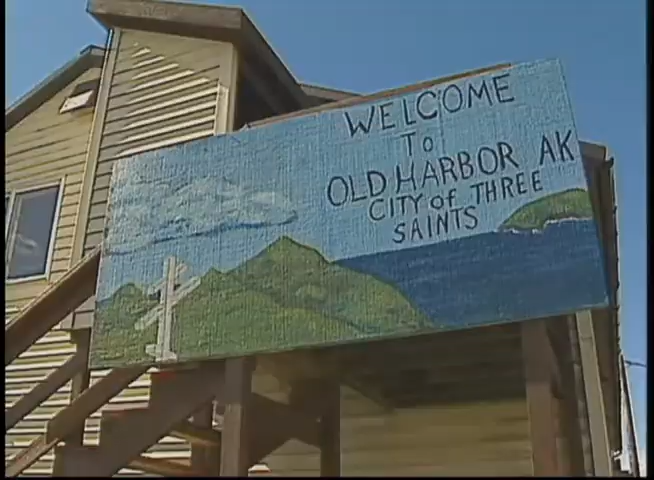 WELCOME
TO
OLD HARBOR AK
CITY OF THREE
SAINTS